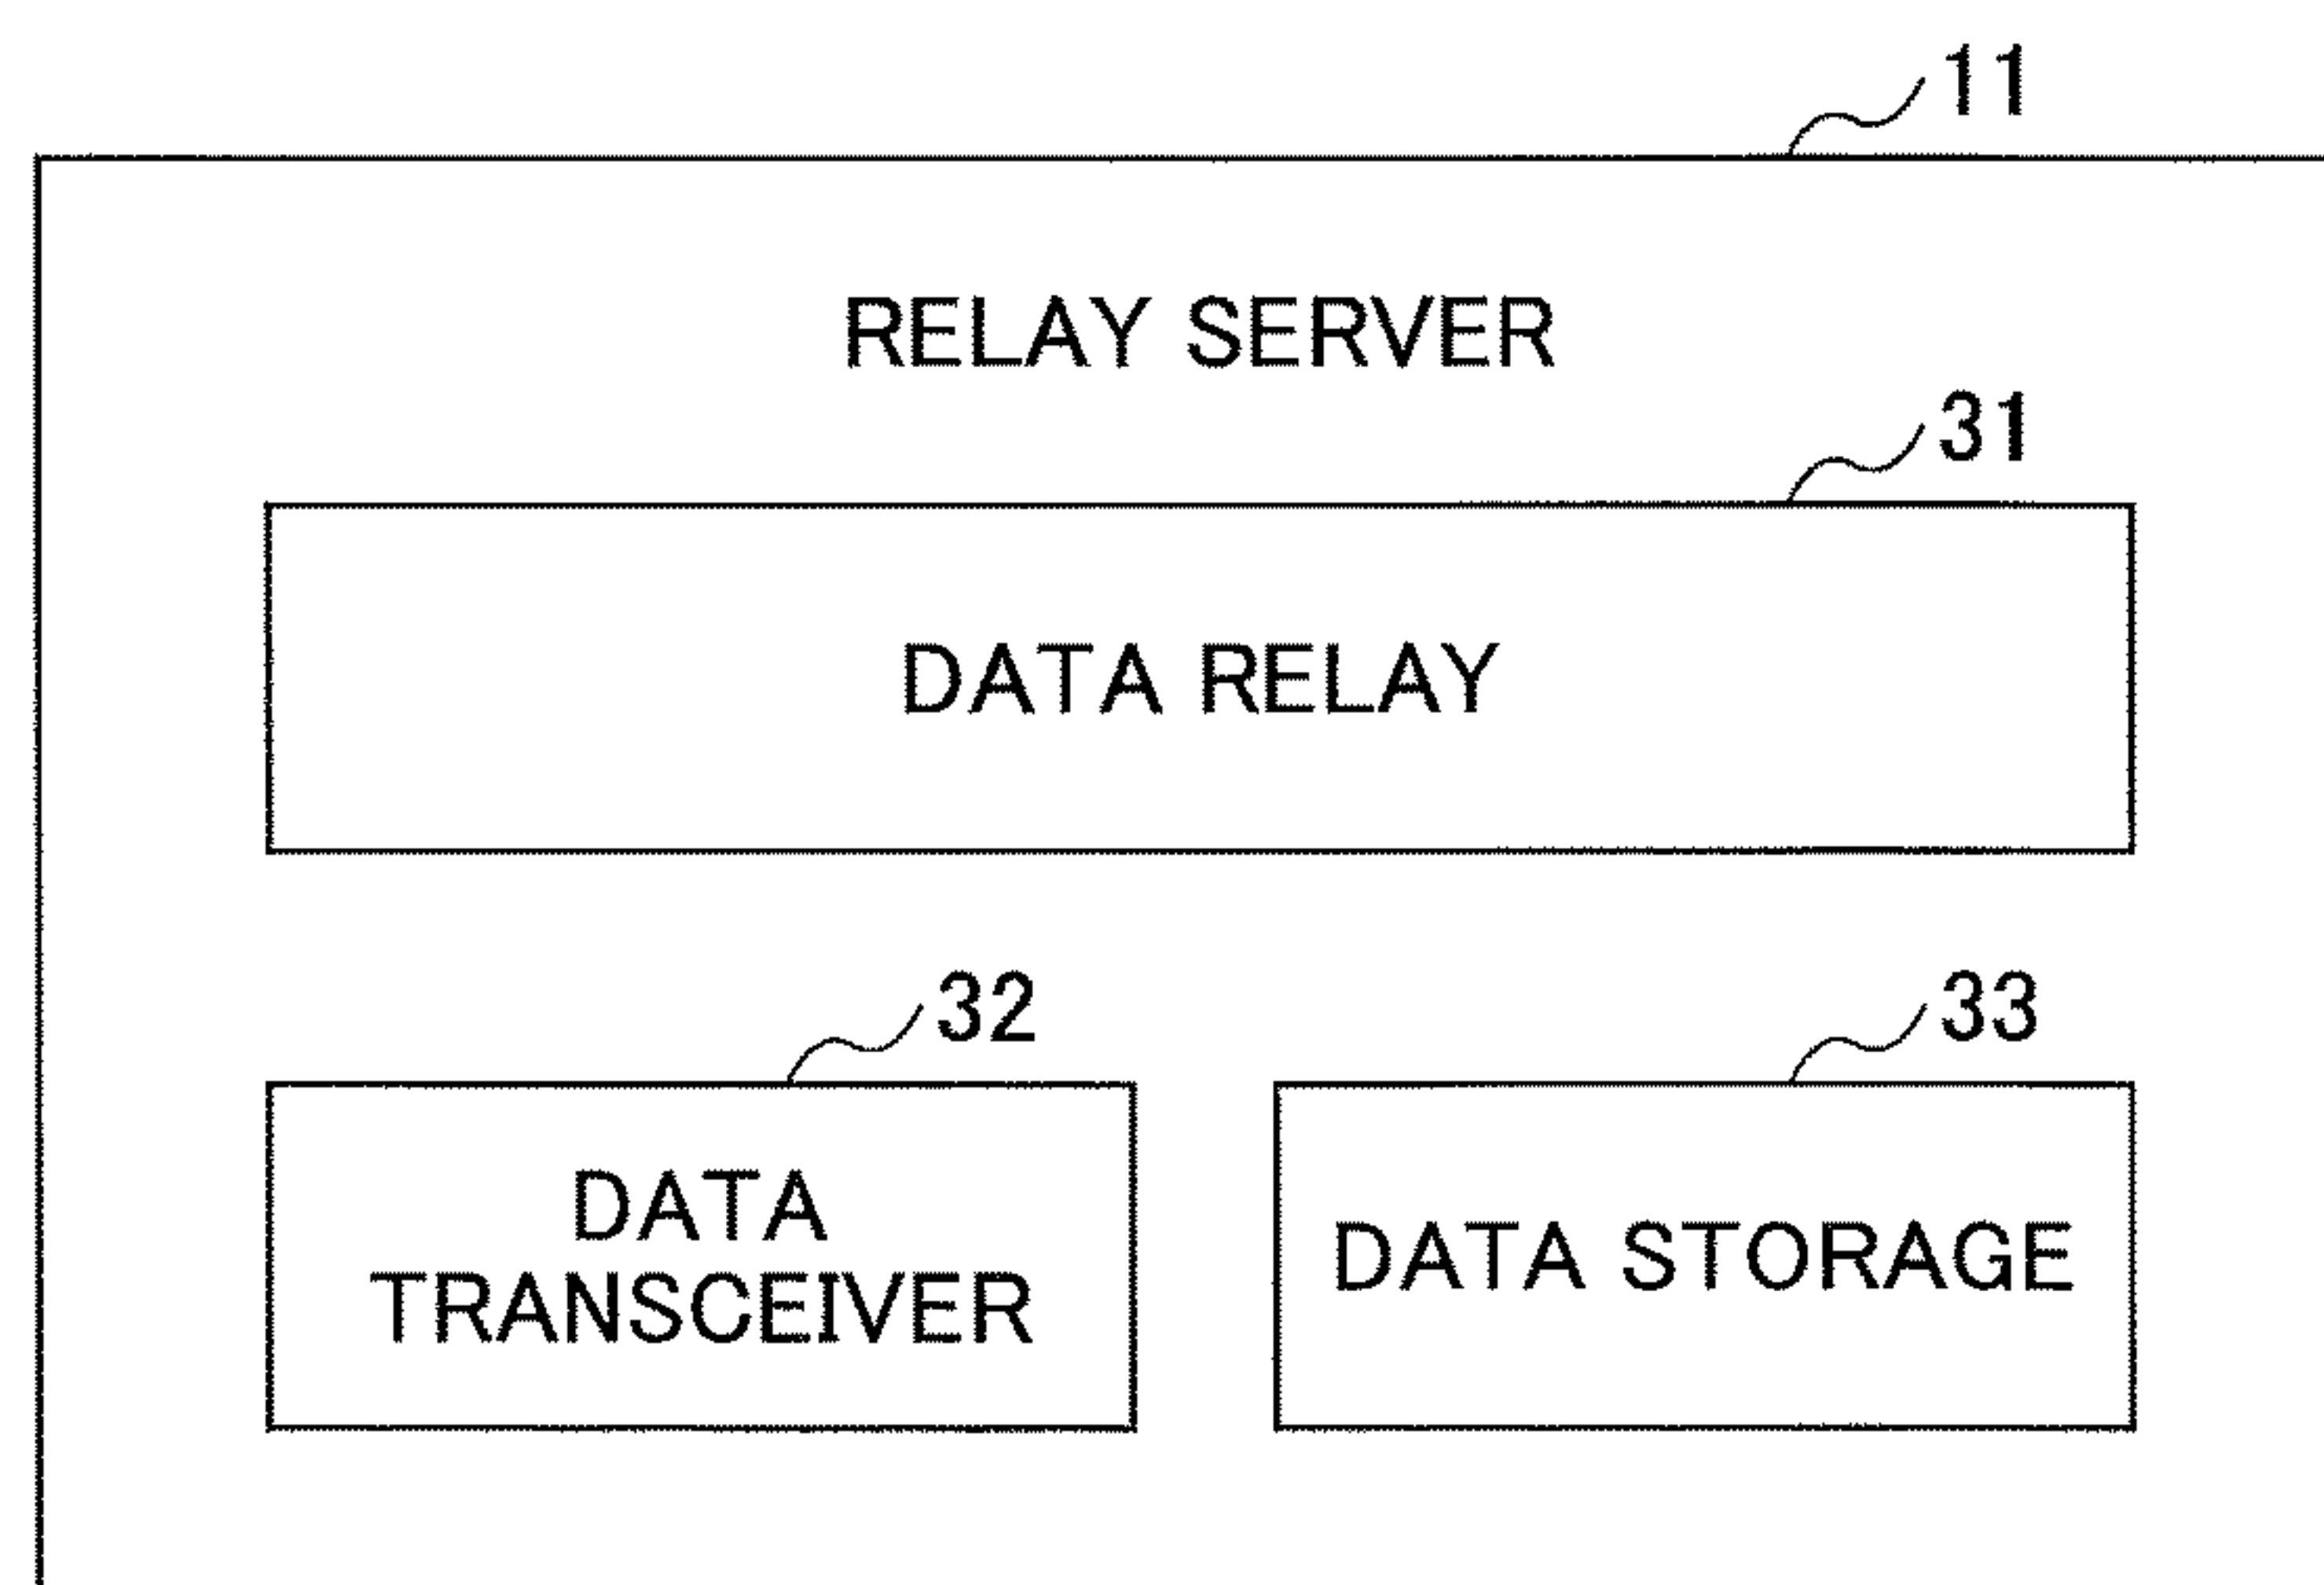 11
RELAY SERVER
31
DATA RELAY
32
33
DATA
TRANSCEIVER
DATA STORAGE